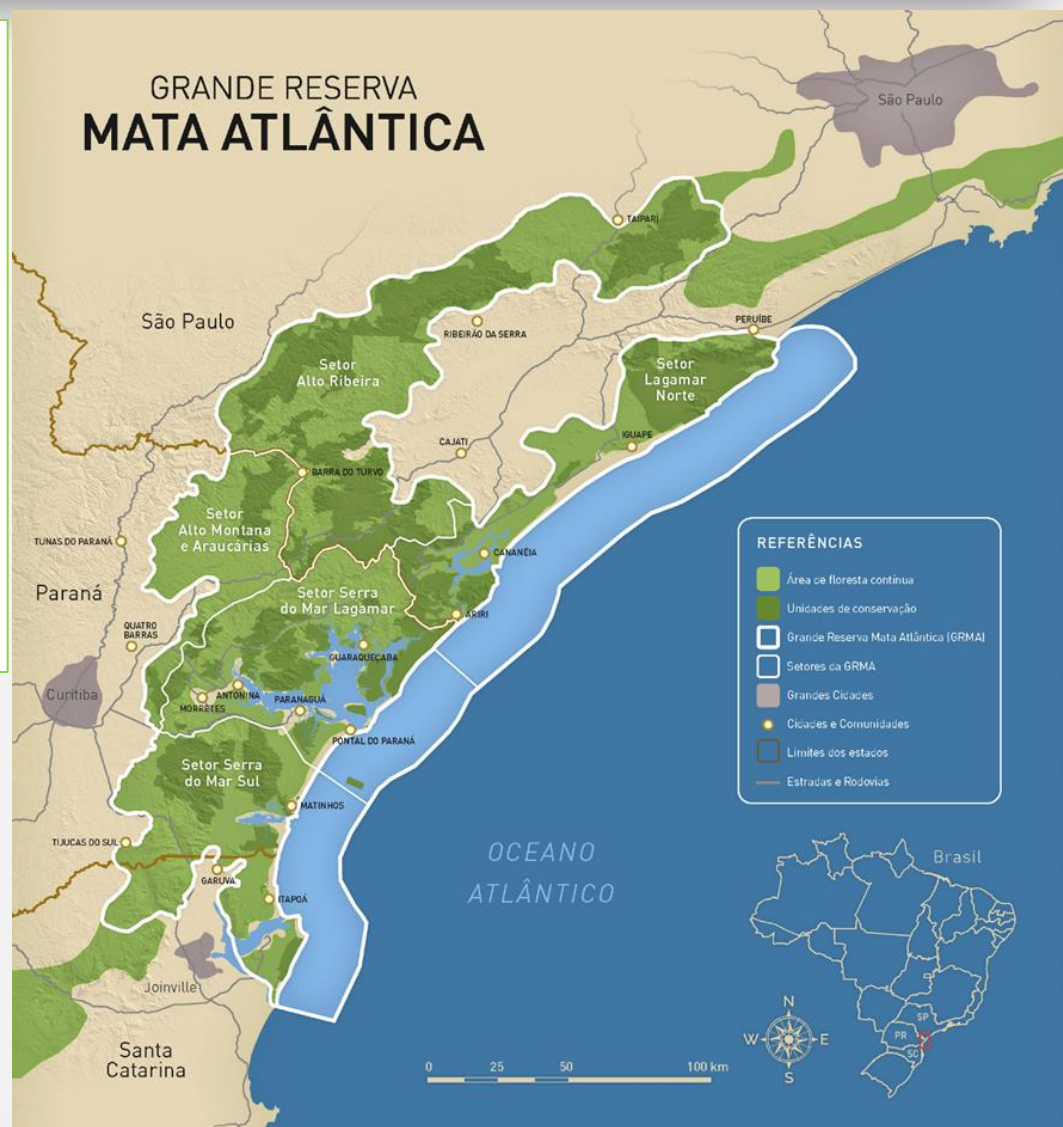 GRANDE RESERVA
MATA ATLÂNTICA
São Paulo
TAIPARÍ
São Paulo
RIBEIRÃO DA SERRA
PERUÍBE
Setor
Alto Ribeira
Setor
Lagamar
Norte
CAJATI
IGUAPE
BARRA DO TURVO
Setor
Alto Montana
e Araucárias
TUNAS DO PARANÁ
CANANÉIA
Paraná
Setor Serra
do Mar Lagamar
ARIRI
QUATRO
BARRAS
GUARAQUEÇABA
Curitiba
ANTONINA
MORRETES
PARANAGUÁ
PONTAL DO PARANÁ
Setor Serra
do Mar Sul
MATINHOS
TIJUCAS DO SUL
GARUVA
ITAPOÁ
Joinville
Santa
Catarina
OCEANO
ATLÂNTICO
REFERÊNCIAS
Área de floresta contínua
Unidades de conservação
Grande Reserva Mata Atlântica (GRMA)
Setores da GRMA
Grandes Cidades
Cidades e Comunidades
Limites dos estados
Estradas e Rodovias
Brasil
SP
PR
SC
N
W
E
S
0 25 50 100 km